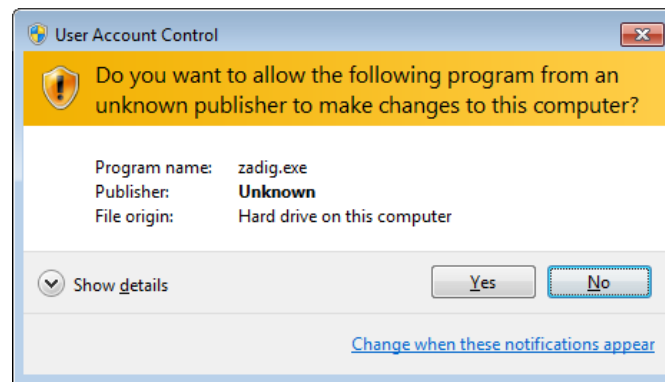 User Account Control
Do you want to allow the following program from an
unknown publisher to make changes to this computer?
Program name: zadig.exe
Publisher: Unknown
File origin: Hard drive on this computer
Show details
Yes No
Change when these notifications appear